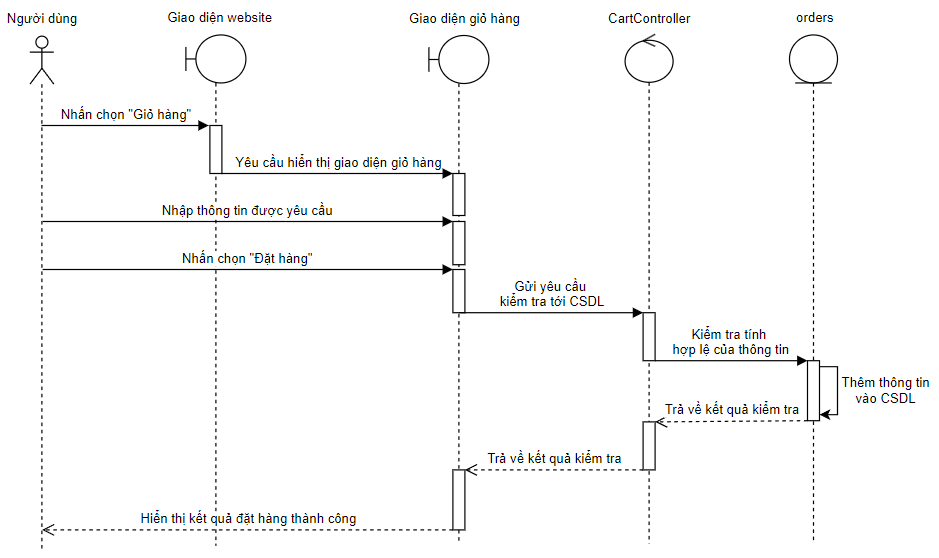 Người dùng
Giao diện website
Giao diện giỏ hàng
CartController
orders
Nhấn chọn "Giỏ hàng"
Yêu cầu hiển thị giao diện giỏ hàng
Nhập thông tin được yêu cầu
Nhấn chọn "Đặt hàng"
Gửi yêu cầu
kiểm tra tới CSDL
Kiểm tra tính
hợp lệ của thông tin
Thêm thông tin
vào CSDL
Trả về kết quả kiểm tra
Trả về kết quả kiểm tra
Hiển thị kết quả đặt hàng thành công